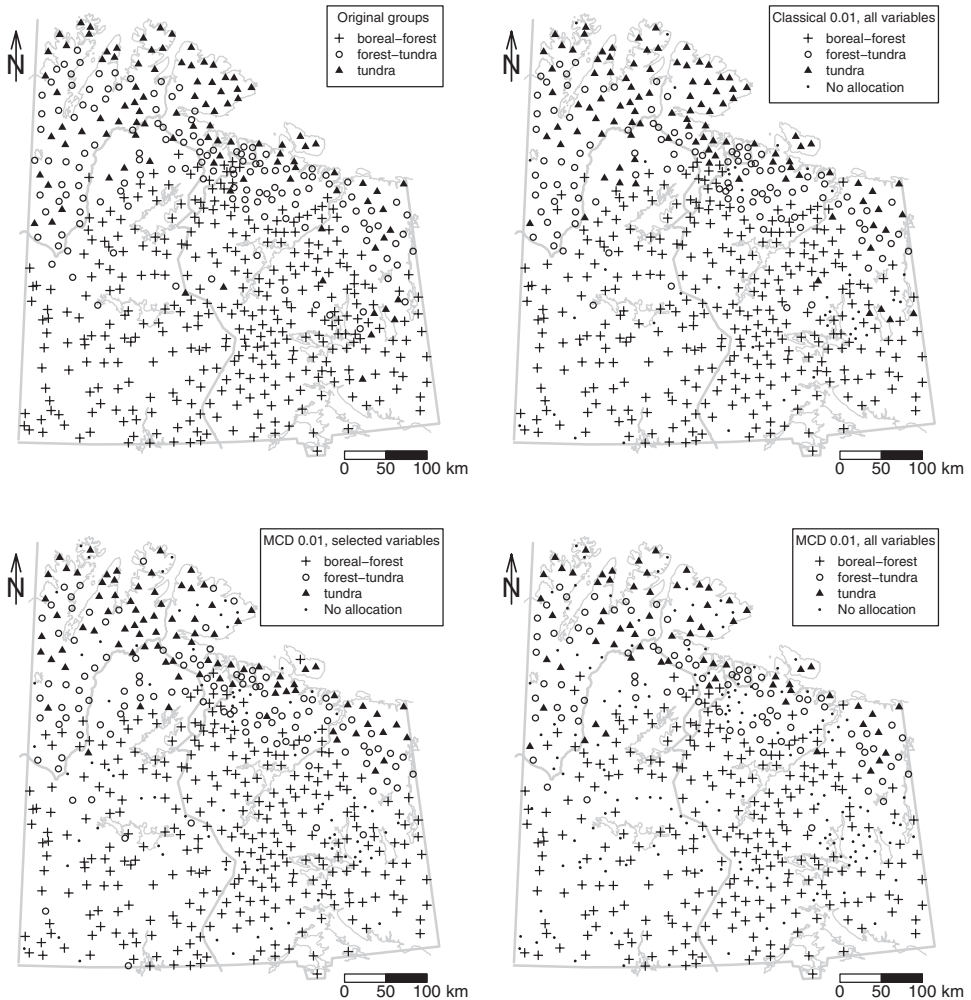 Original groups
boreal−forest
forest−tundra
tundra
N
0 50 100 km
Classical 0.01, all variables
boreal−forest
forest−tundra
tundra
No allocation
N
0 50 100 km
MCD 0.01, selected variables
boreal−forest
forest−tundra
tundra
No allocation
N
0 50 100 km
MCD 0.01, all variables
boreal−forest
forest−tundra
tundra
No allocation
N
0 50 100 km